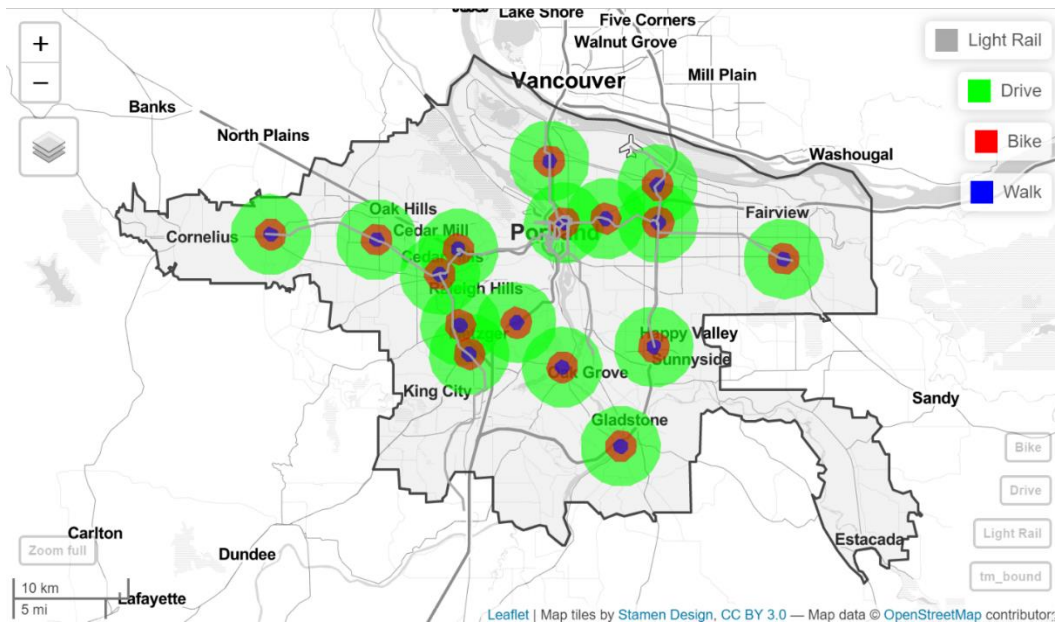 +
−
Lake Shore
Five Corners
Walnut Grove
Mill Plain
Vancouver
Banks
North Plains
Washougal
Light Rail
Drive
Bike
Walk
Oak Hills
Fairview
Cornelius
Cedar Mill
Portland
Raleigh Hills
Happy Valley
Oak Grove
Sunnyside
King City
Gladstone
Sandy
Bike
Drive
Carlton
Light Rail
Zoom full
Dundee
Estacada
tm_bound
10 km
5 mi
Lafayette
Leaflet | Map tiles by Stamen Design, CC BY 3.0 — Map data © OpenStreetMap contributors